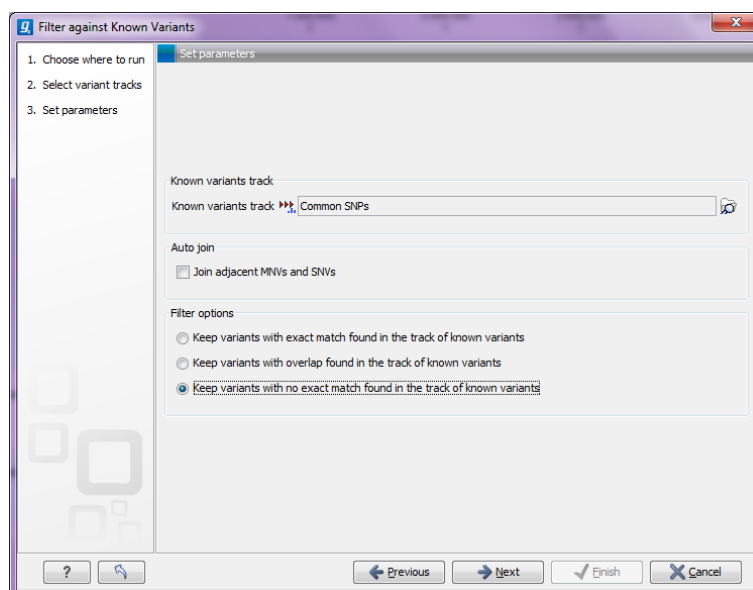 Filter against Known Variants
1. Choose where to run
2. Select variant tracks
3. Set parameters
Set parameters
Known variants track
Known variants track Common SNPs
Auto join
Join adjacent MNVs and SNVs
Filter options
Keep variants with exact match found in the track of known variants
Keep variants with overlap found in the track of known variants
Keep variants with no exact match found in the track of known variants
? Previous Next Finish Cancel